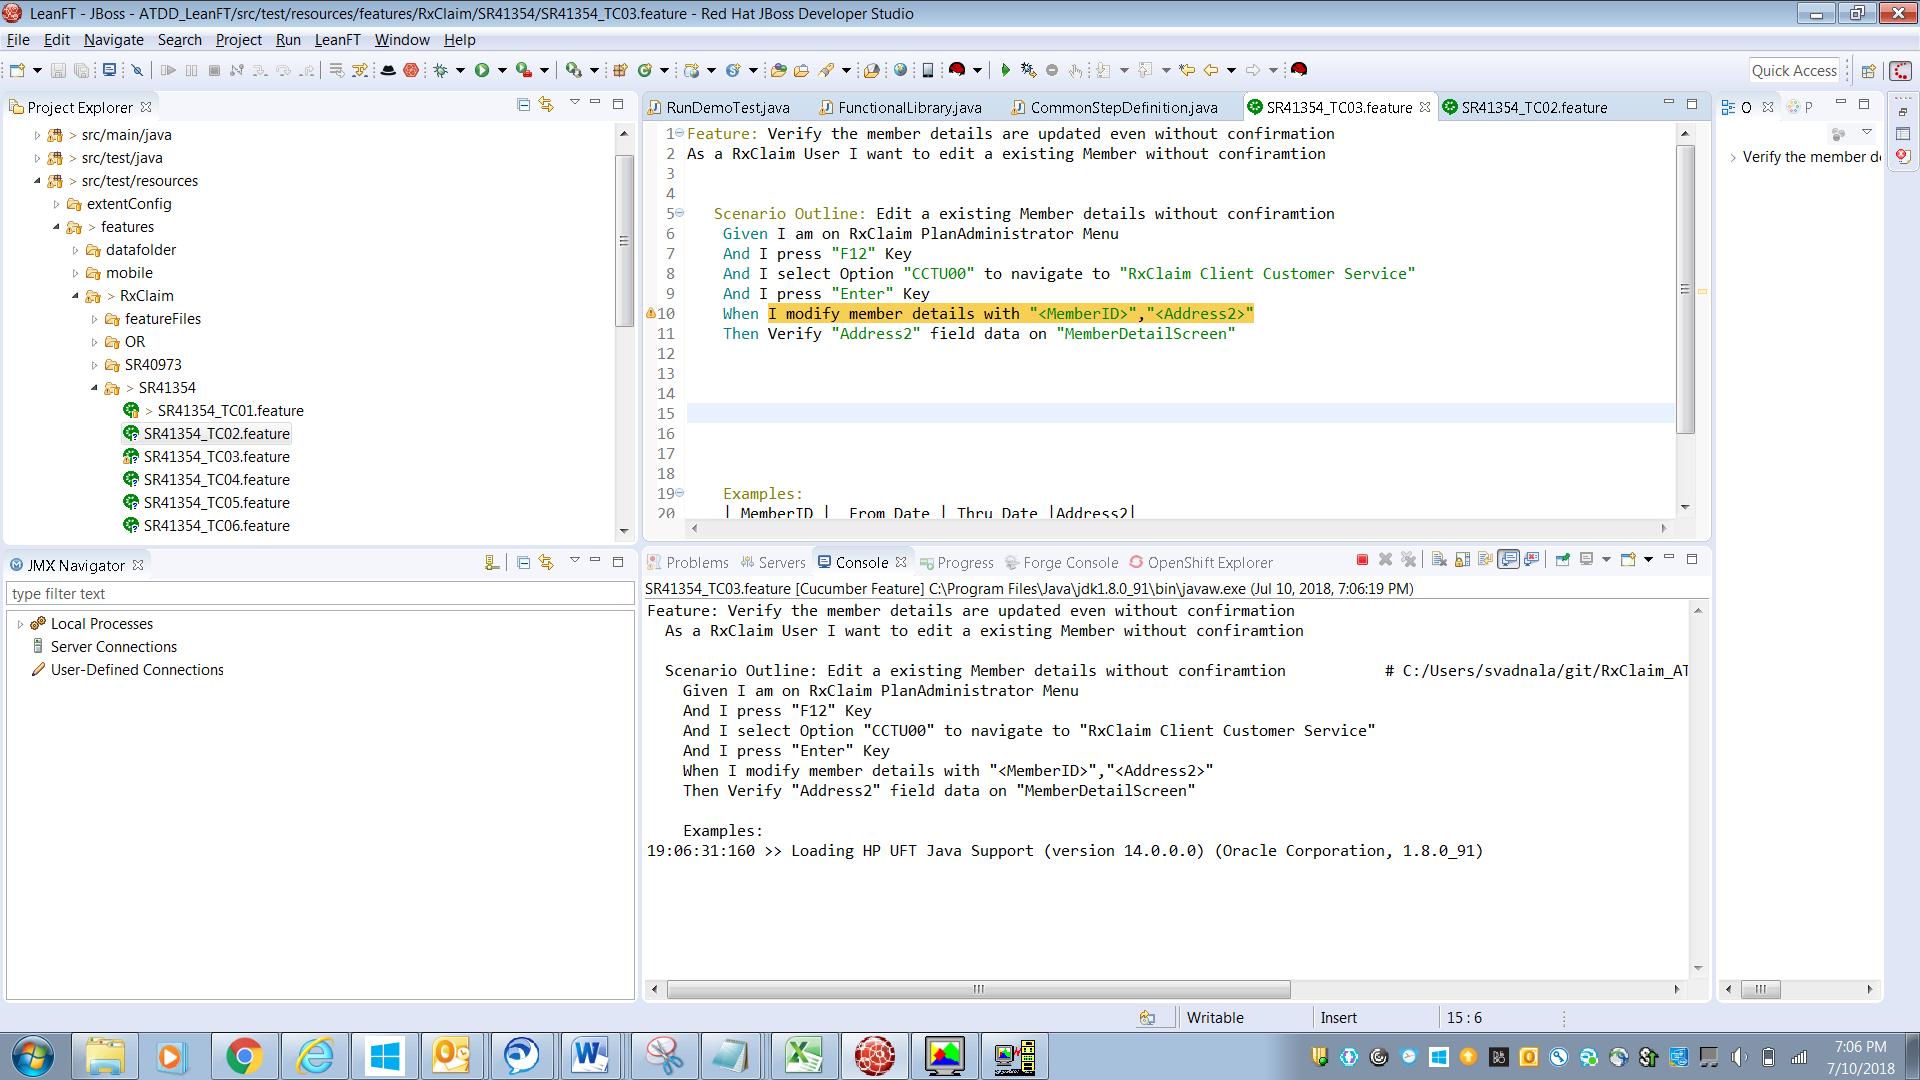 LeanFT - JBoss - ATDD_LeanFT/src/test/resources/features/RxClaim/SR41354/SR41354_TC03.feature - Red Hat JBoss Developer Studio
File Edit Navigate Search Project Run LeanFT Window Help
Quick Access
Project Explorer
> src/main/java
> src/test/java
> src/test/resources
extentConfig
> features
datafolder
mobile
> RxClaim
featureFiles
OR
SR40973
> SR41354
> SR41354_TC01.feature
SR41354_TC02.feature
SR41354_TC03.feature
SR41354_TC04.feature
SR41354_TC05.feature
SR41354_TC06.feature
RunDemoTest.java FunctionalLibrary.java CommonStepDefinition.java SR41354_TC03.feature SR41354_TC02.feature
1 Feature: Verify the member details are updated even without confirmation
2 As a RxClaim User I want to edit a existing Member without confiramtion
3
4
5 Scenario Outline: Edit a existing Member details without confiramtion
6 Given I am on RxClaim PlanAdministrator Menu
7 And I press "F12" Key
8 And I select Option "CCTU00" to navigate to "RxClaim Client Customer Service"
9 And I press "Enter" Key
10 When I modify member details with "<MemberID>","<Address2>"
11 Then Verify "Address2" field data on "MemberDetailScreen"
12
13
14
15
16
17
18
19 Examples:
20 | MemberID | From Date | Thru Date |Address2|
O P
Verify the member de
JMX Navigator
type filter text
Local Processes
Server Connections
User-Defined Connections
Problems Servers Console Progress Forge Console OpenShift Explorer
SR41354_TC03.feature [Cucumber Feature] C:\Program Files\Java\jdk1.8.0_91\bin\javaw.exe (Jul 10, 2018, 7:06:19 PM)
Feature: Verify the member details are updated even without confirmation
As a RxClaim User I want to edit a existing Member without confiramtion
Scenario Outline: Edit a existing Member details without confiramtion # C:/Users/svadnala/git/RxClaim_AT
Given I am on RxClaim PlanAdministrator Menu
And I press "F12" Key
And I select Option "CCTU00" to navigate to "RxClaim Client Customer Service"
And I press "Enter" Key
When I modify member details with "<MemberID>","<Address2>"
Then Verify "Address2" field data on "MemberDetailScreen"
Examples:
19:06:31:160 >> Loading HP UFT Java Support (version 14.0.0.0) (Oracle Corporation, 1.8.0_91)
Writable Insert 15 : 6
7:06 PM
7/10/2018